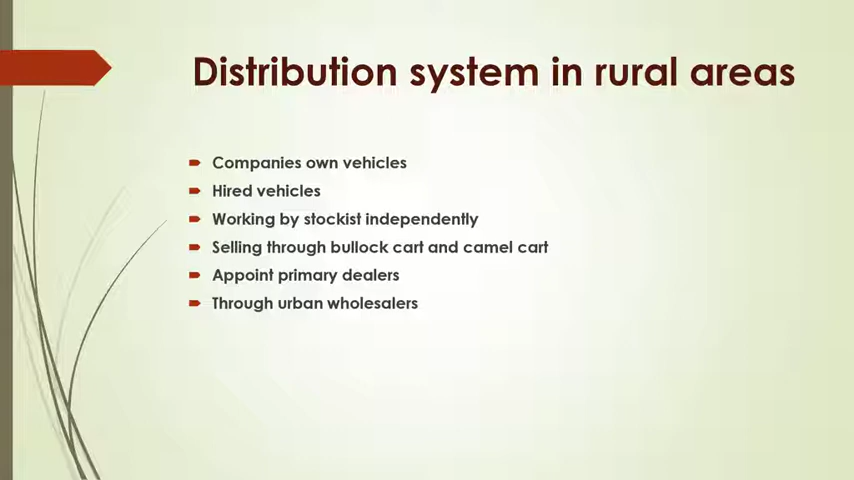 Distribution system in rural areas
Companies own vehicles
Hired vehicles
Working by stockist independently
Selling through bullock cart and camel cart
Appoint primary dealers
Through urban wholesalers